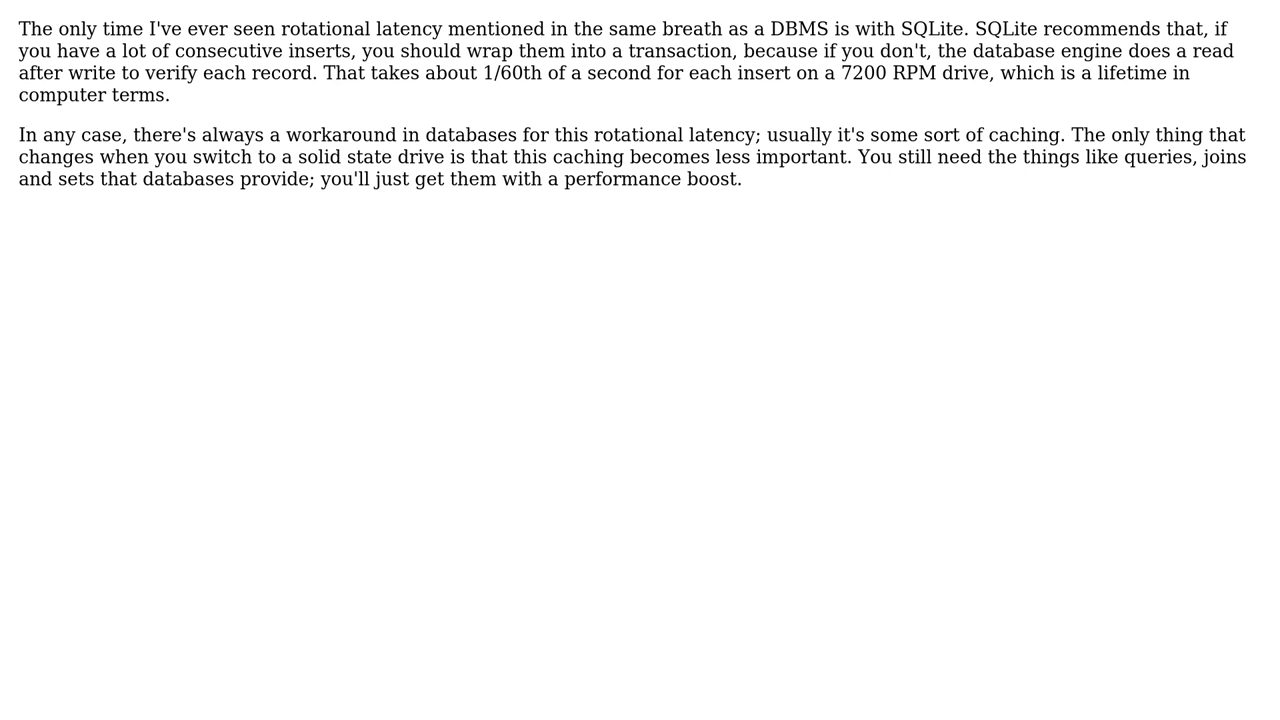 The only time I've ever seen rotational latency mentioned in the same breath as a DBMS is with SQLite. SQLite recommends that, if
you have a lot of consecutive inserts, you should wrap them into a transaction, because if you don't, the database engine does a read
after write to verify each record. That takes about 1/60th of a second for each insert on a 7200 RPM drive, which is a lifetime in
computer terms.
In any case, there's always a workaround in databases for this rotational latency; usually it's some sort of caching. The only thing that
changes when you switch to a solid state drive is that this caching becomes less important. You still need the things like queries, joins
and sets that databases provide; you'll just get them with a performance boost.